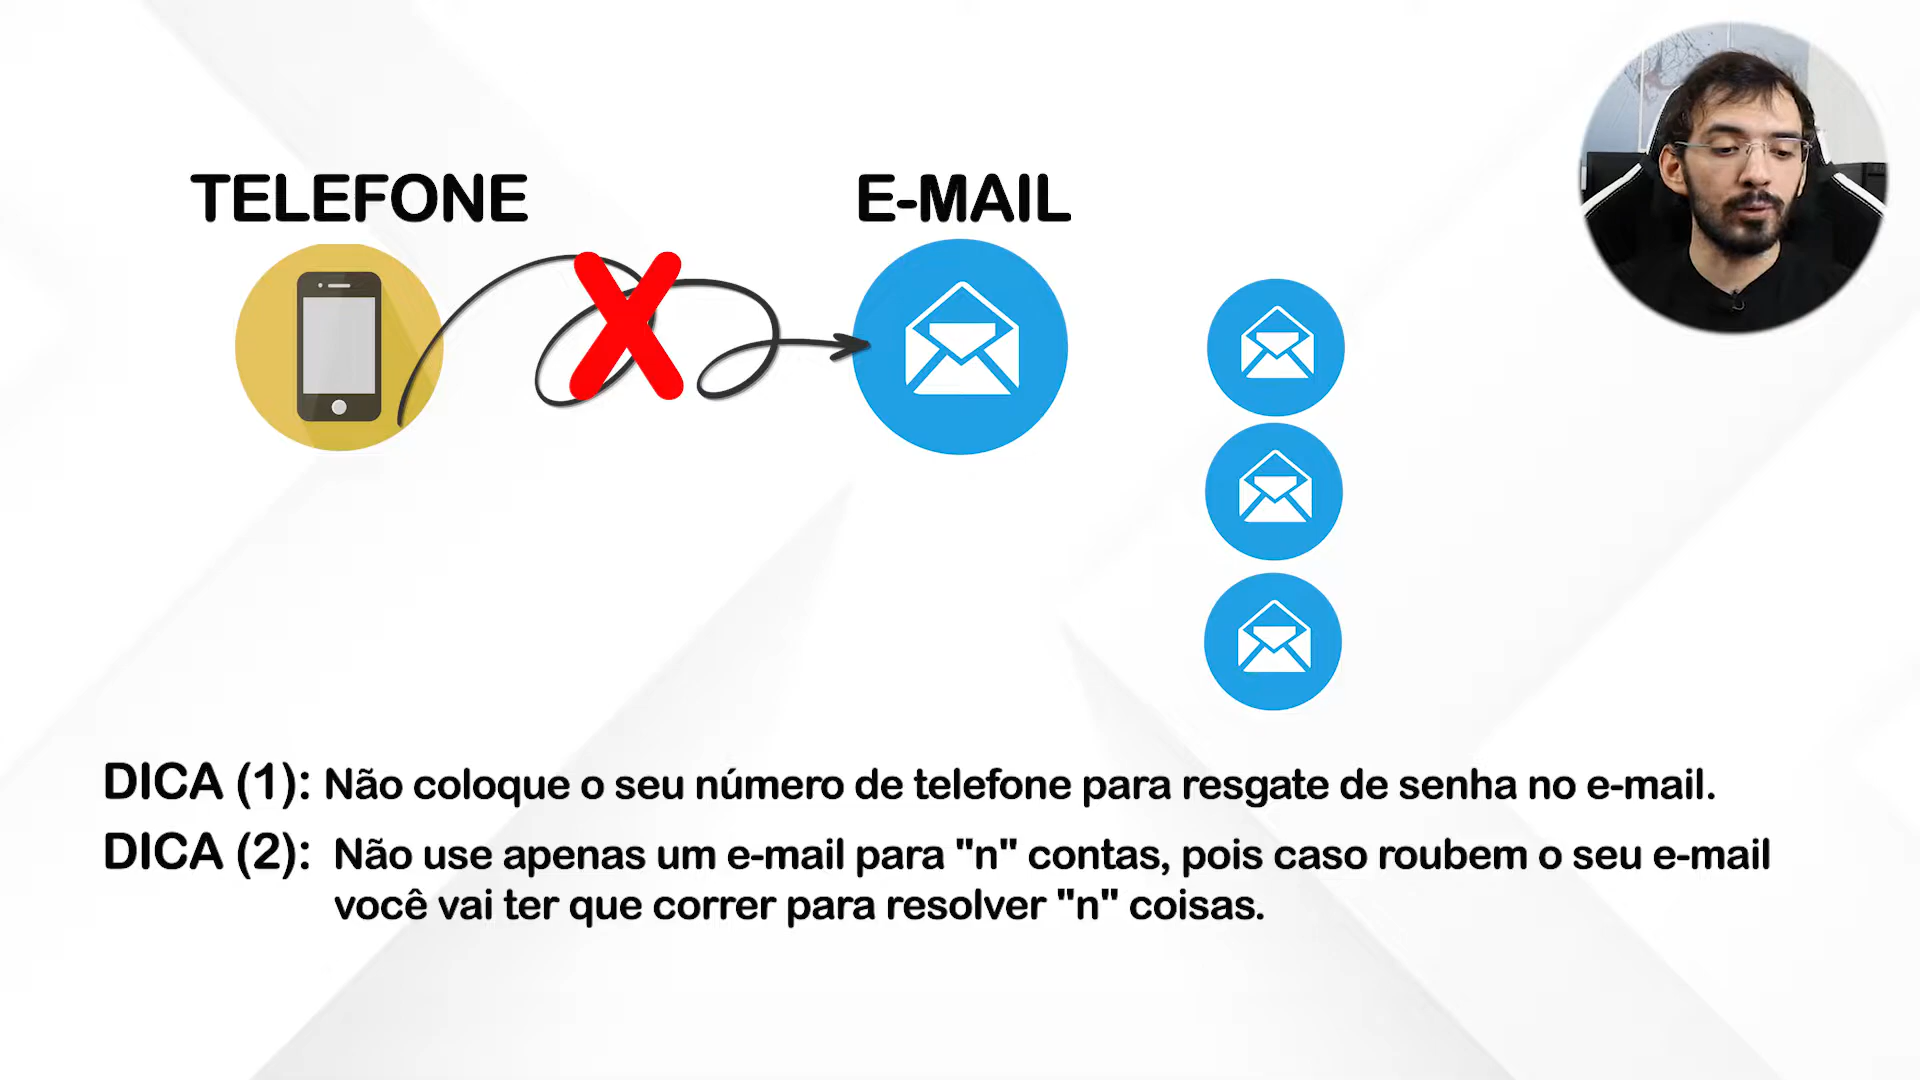 TELEFONE
E-MAIL
DICA (1): Não coloque o seu número de telefone para resgate de senha no e-mail.
DICA (2): Não use apenas um e-mail para "n" contas, pois caso roubem o seu e-mail
você vai ter que correr para resolver "n" coisas.